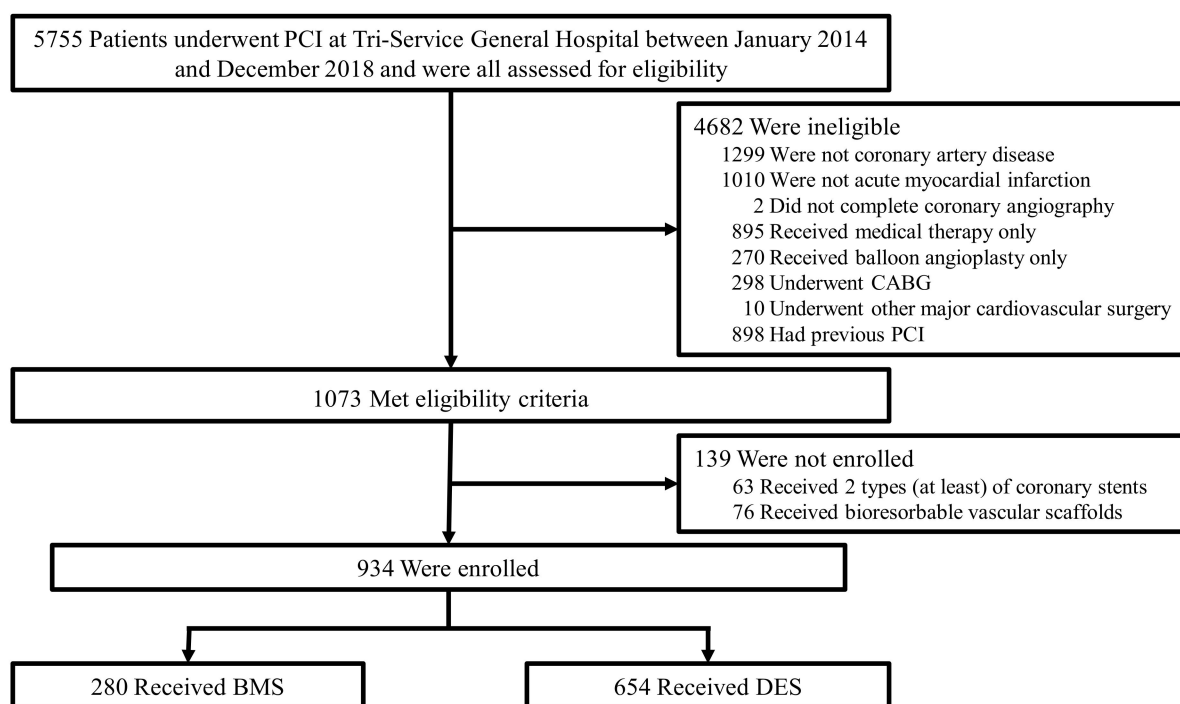 5755 Patients underwent PCI at Tri-Service General Hospital between January 2014
and December 2018 and were all assessed for eligibility
4682 Were ineligible
1299 Were not coronary artery disease
1010 Were not acute myocardial infarction
2 Did not complete coronary angiography
895 Received medical therapy only
270 Received balloon angioplasty only
298 Underwent CABG
10 Underwent other major cardiovascular surgery
898 Had previous PCI
1073 Met eligibility criteria
139 Were not enrolled
63 Received 2 types (at least) of coronary stents
76 Received bioresorbable vascular scaffolds
934 Were enrolled
280 Received BMS
654 Received DES